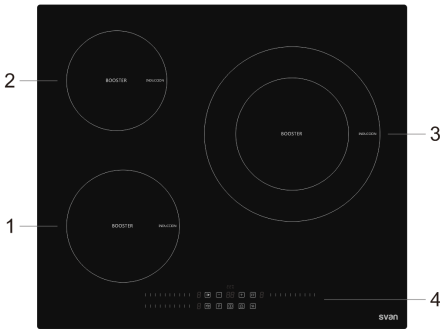 2
BOOSTER
INDUCCION
BOOSTER
INDUCCION
3
1
BOOSTER
INDUCCION
4
svan